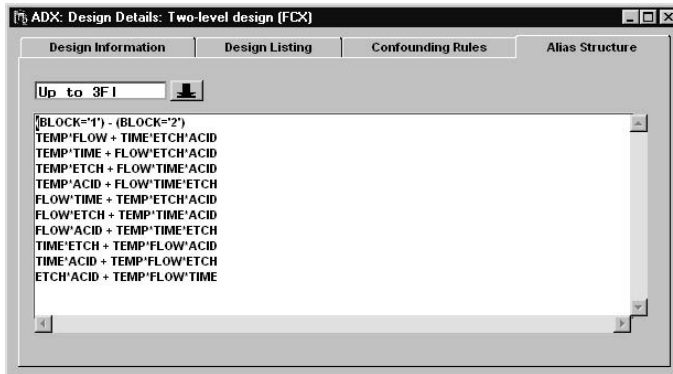 ADX: Design Details: Two-level design (FCX)
Design Information Design Listing Confounding Rules Alias Structure
Up to 3FI
(BLOCK='1') - (BLOCK='2')
TEMP*FLOW + TIME*ETCH*ACID
TEMP*TIME + FLOW*ETCH*ACID
TEMP*ETCH + FLOW*TIME*ACID
TEMP*ACID + FLOW*TIME*ETCH
FLOW*TIME + TEMP*ETCH*ACID
FLOW*ETCH + TEMP*TIME*ACID
FLOW*ACID + TEMP*TIME*ETCH
TIME*ETCH + TEMP*FLOW*ACID
TIME*ACID + TEMP*FLOW*ETCH
ETCH*ACID + TEMP*FLOW*TIME